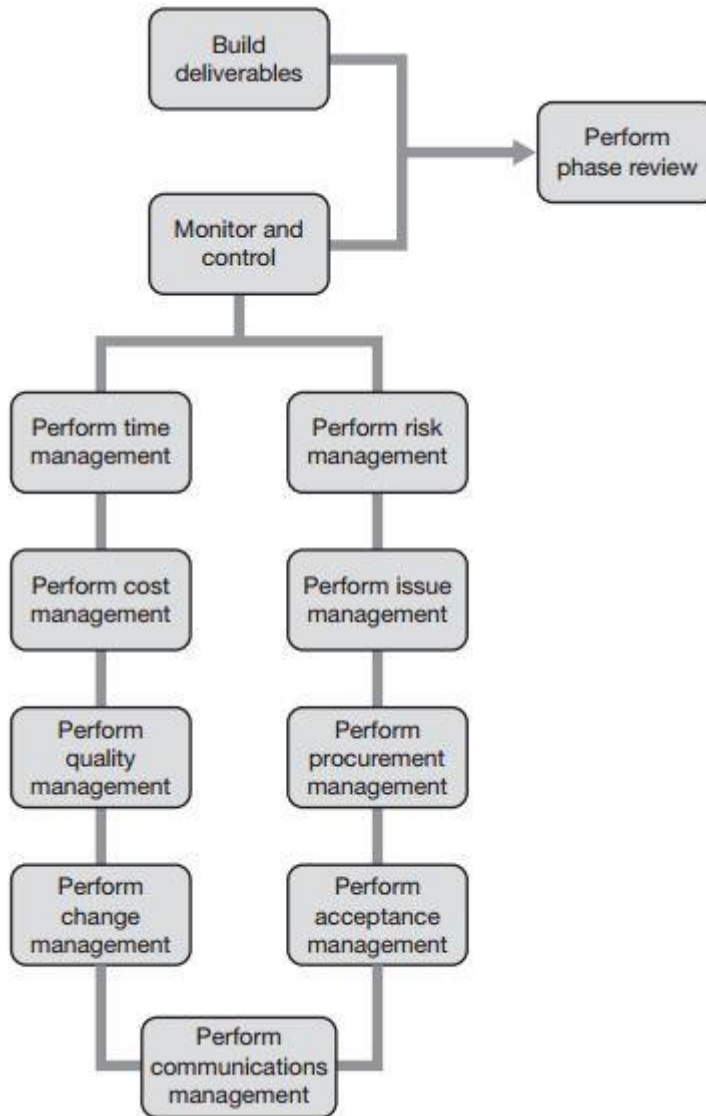 Build
deliverables
Perform
phase review
Monitor and
control
Perform time
management
Perform risk
management
Perform cost
management
Perform issue
management
Perform
quality
management
Perform
procurement
management
Perform
change
management
Perform
acceptance
management
Perform
communications
management